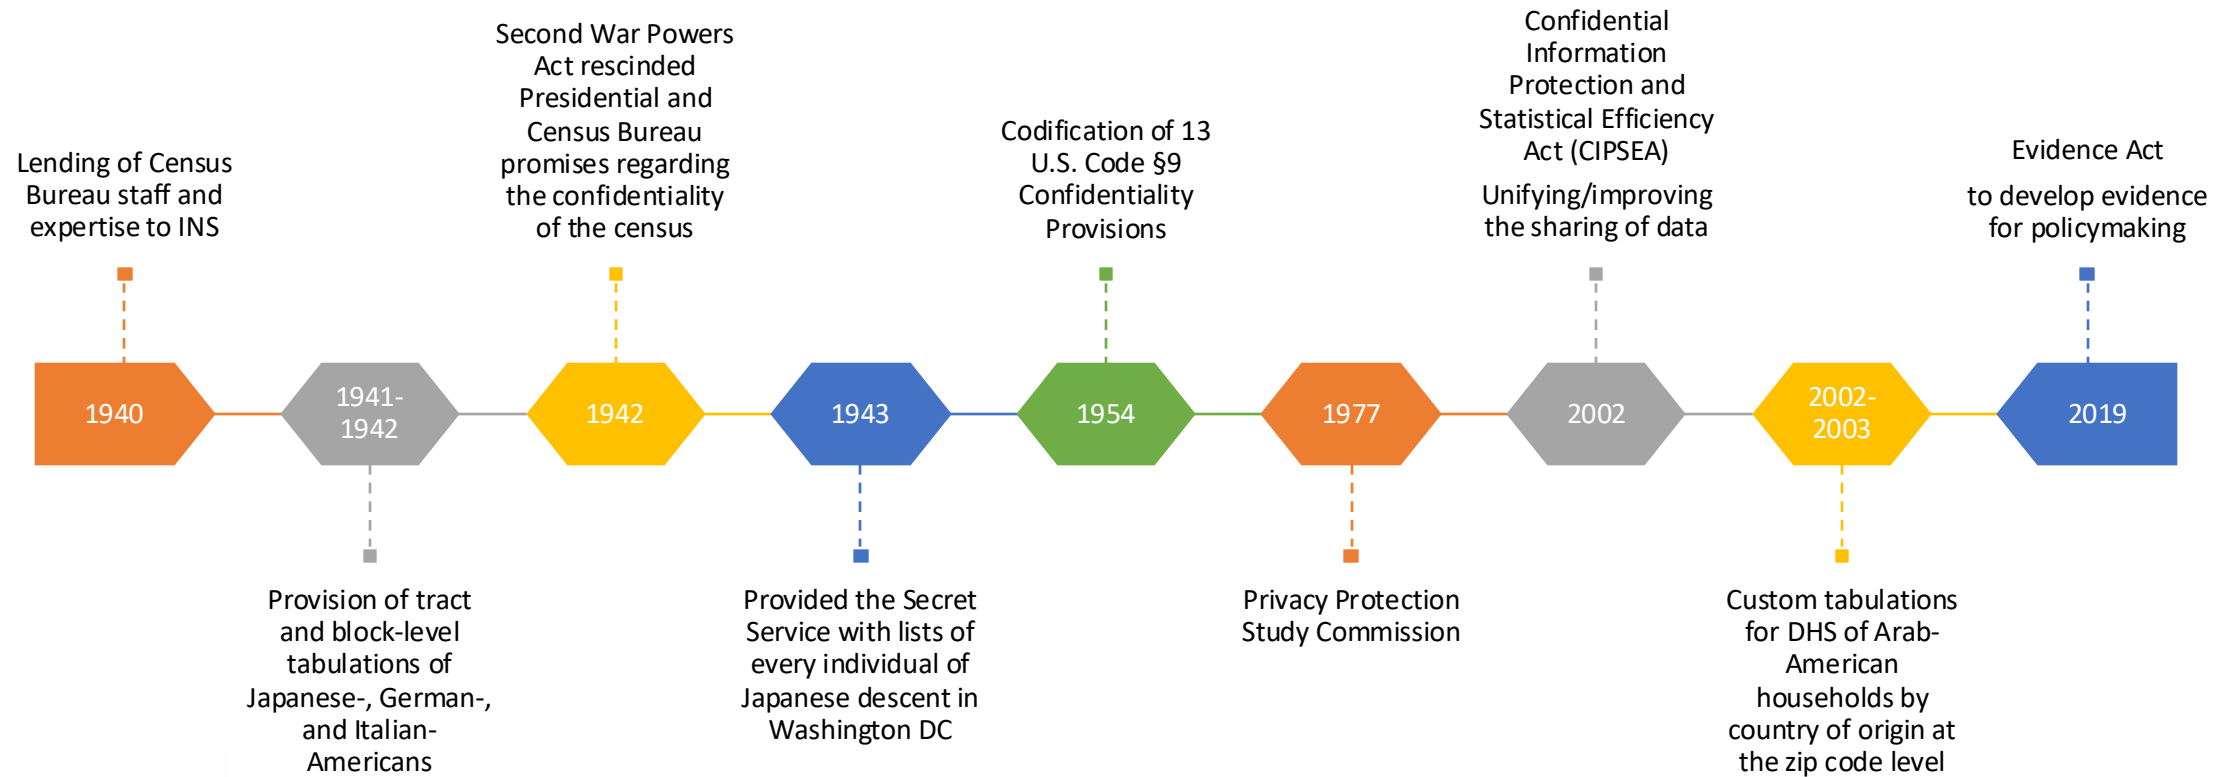 Lending of Census
Bureau staff and
expertise to INS
Second War Powers
Act rescinded
Presidential and
Census Bureau
promises regarding
the confidentiality
of the census
Codification of 13
U.S. Code §9
Confidentiality
Provisions
Confidential
Information
Protection and
Statistical Efficiency
Act (CIPSEA)
Unifying/improving
the sharing of data
Evidence Act
to develop evidence
for policymaking
1940
1941-
1942
1942
1943
1954
1977
2002
2002-
2003
2019
Provision of tract
and block-level
tabulations of
Japanese-, German-,
and Italian-
Americans
Provided the Secret
Service with lists of
every individual of
Japanese descent in
Washington DC
Privacy Protection
Study Commission
Custom tabulations
for DHS of Arab-
American
households by
country of origin at
the zip code level